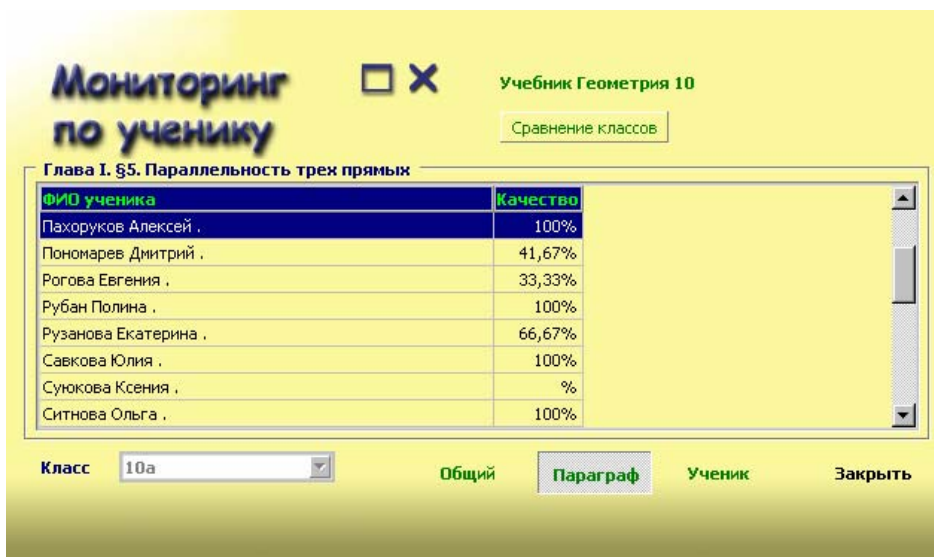 Мониторинг
по ученику
Учебник Геометрия 10
Сравнение классов
Глава I. §5. Параллельность трех прямых
ФИО ученика Качество
Пахоруков Алексей . 100%
Пономарев Дмитрий . 41,67%
Рогова Евгения . 33,33%
Рубан Полина . 100%
Рузанова Екатерина . 66,67%
Савкова Юлия . 100%
Суюкова Ксения . %
Ситнова Ольга . 100%
Класс 10а Общий Параграф Ученик Закрыть